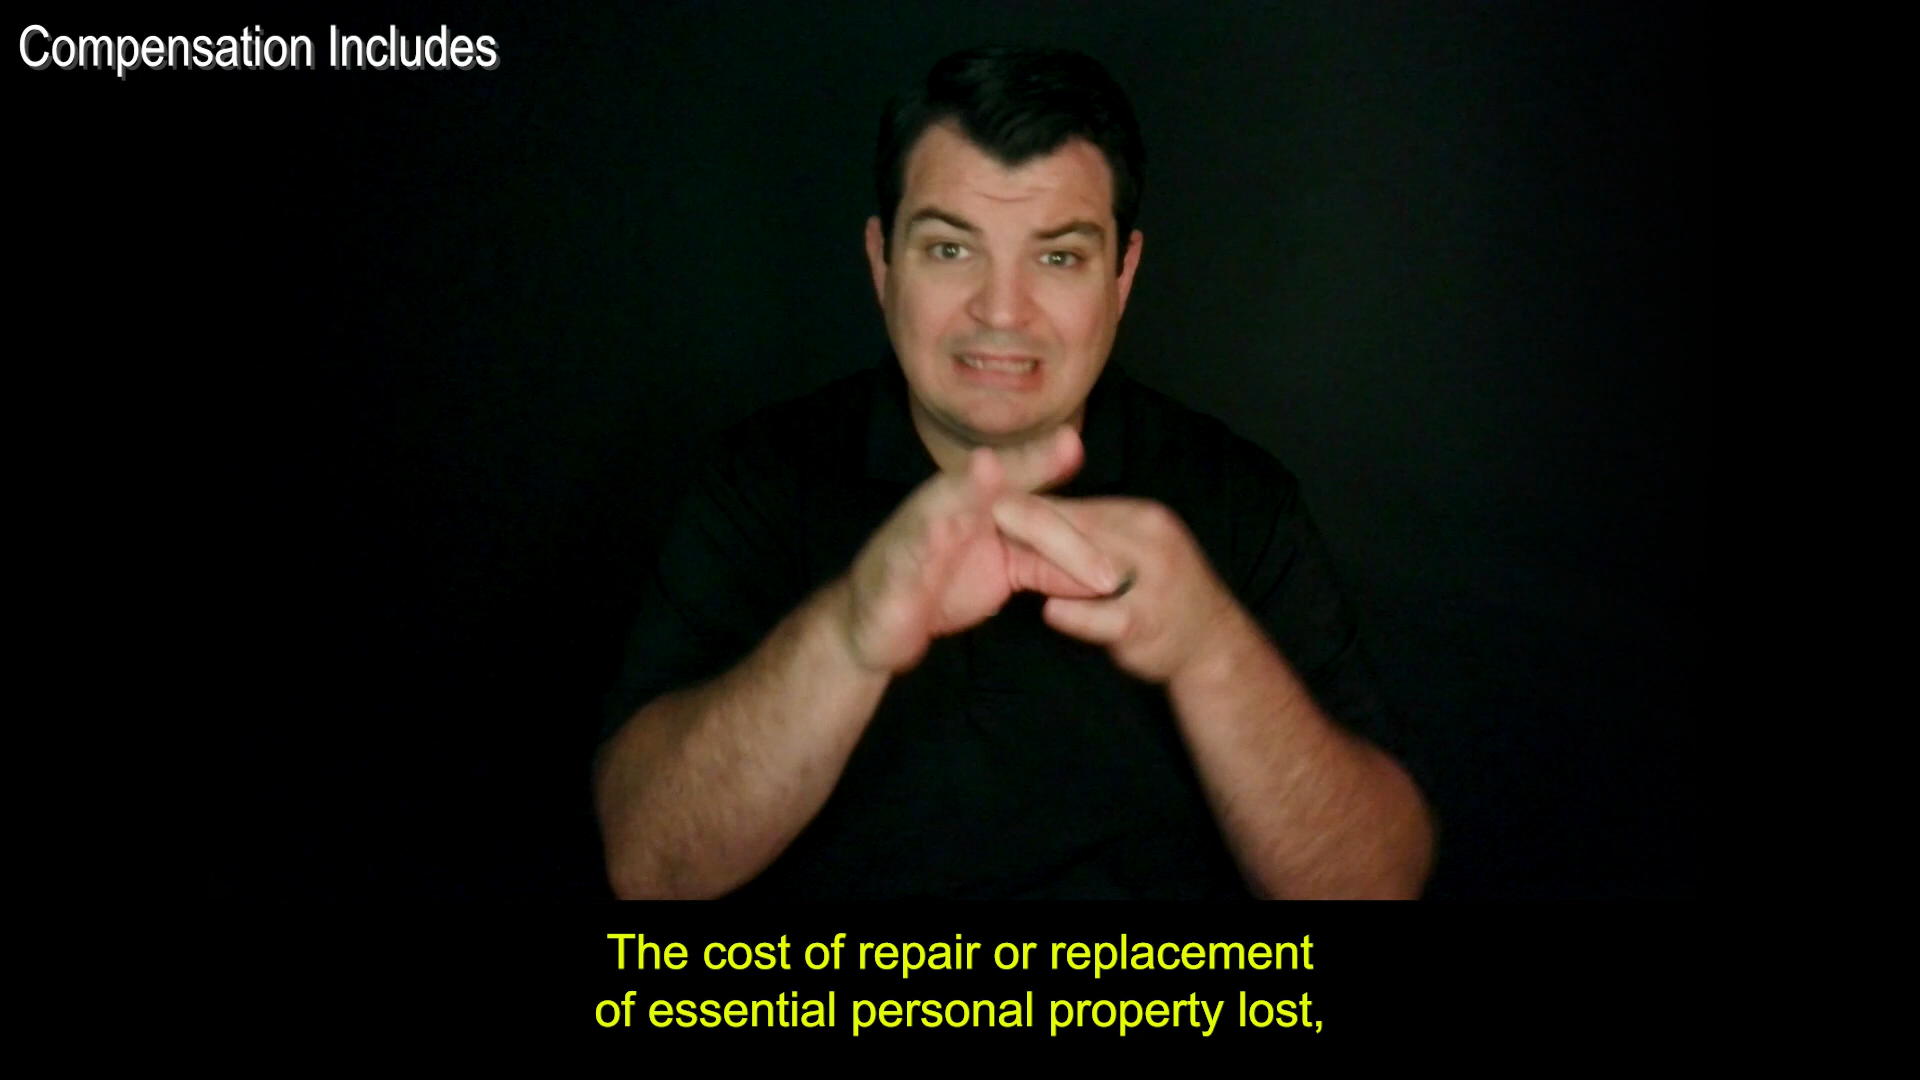 Compensation Includes
The cost of repair or replacement
of essential personal property lost,